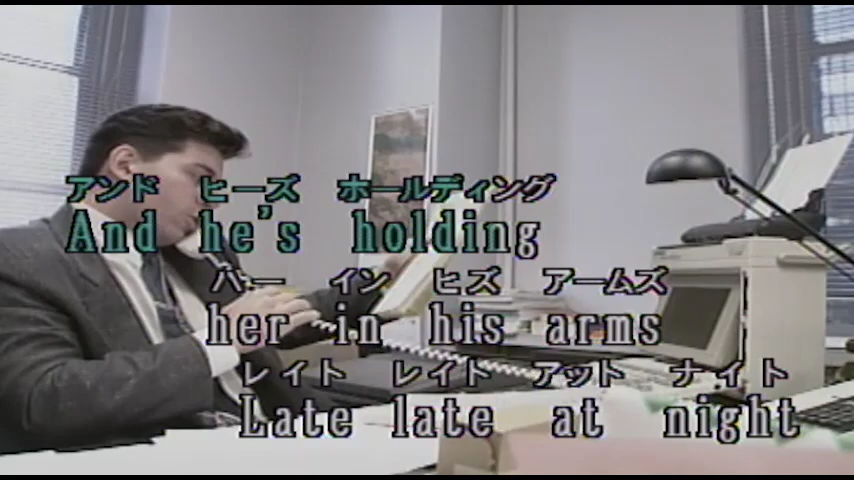 アンド ヒーズ ホールディング
And he's holding
ハー イン ヒズ アームズ
her in his arms
レイト レイト アット ナイト
Late late at night